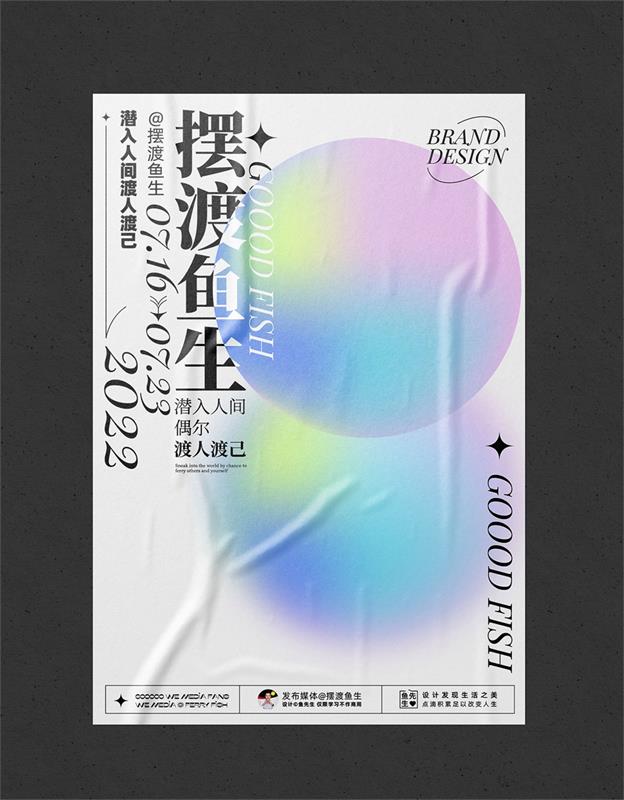 潜入人间渡人渡己
@摆渡鱼生
07.16
07.23
2022
摆渡鱼生
GOOOD FISH
BRAND
DESIGN
潜入人间
偶尔
渡人渡己
Sneak into the world by chance to
ferry others and yourself
GOOOD FISH
GOOOOO WE MEDIA FANS
WE MEDIA @ FERRY FISH
发布媒体@摆渡鱼生
设计©鱼先生 仅限学习不作商用
鱼先生
设计发现生活之美
点滴积累足以改变人生